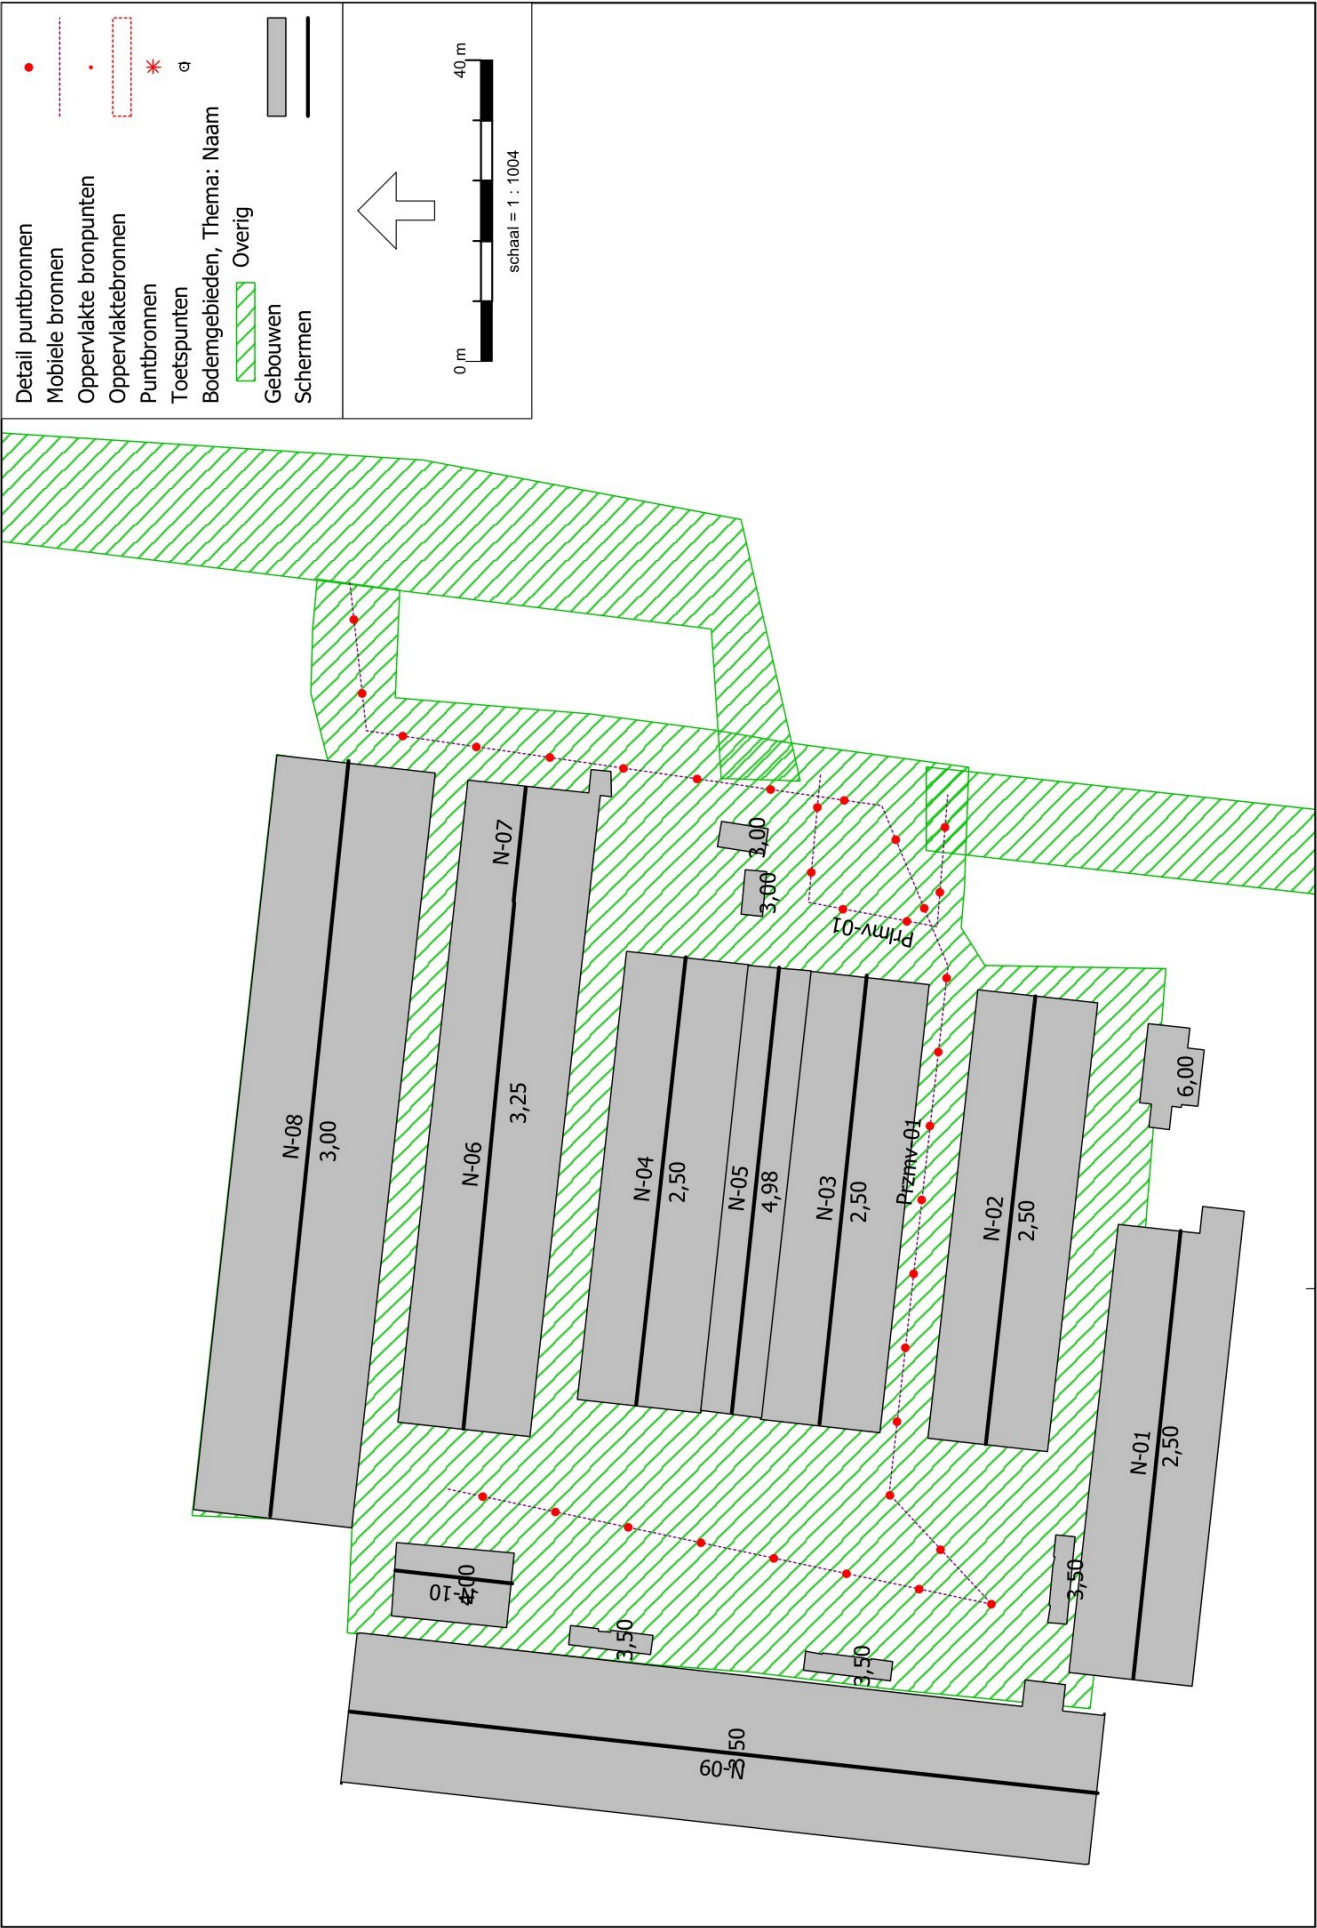 Detail puntbronnen
Mobiele bronnen
Oppervlakte bronpunten
Oppervlaktebronnen
Puntbronnen
Toetspunten
Bodemgebieden, Thema: Naam
Overig
Gebouwen
Schermen
0 m
40 m
schaal = 1 : 1004
N-08
3,00
N-07
N-06
3,25
3,00
3,00
Prlmv-01
N-04
2,50
N-05
4,98
N-03
2,50
Przmv-01
N-02
2,50
6,00
N-01
2,50
N-10
4,00
3,50
3,50
3,50
N-09
3,50